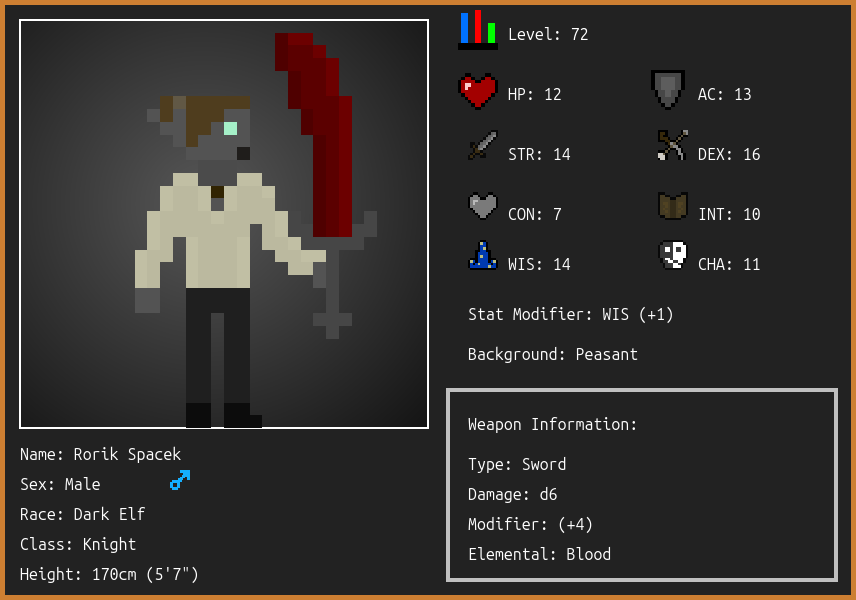 Level: 72
HP: 12
AC: 13
STR: 14
DEX: 16
CON: 7
INT: 10
WIS: 14
CHA: 11
Stat Modifier: WIS (+1)
Background: Peasant
Weapon Information:
Type: Sword
Damage: d6
Modifier: (+4)
Elemental: Blood
Name: Rorik Spacek
Sex: Male
Race: Dark Elf
Class: Knight
Height: 170cm (5'7")